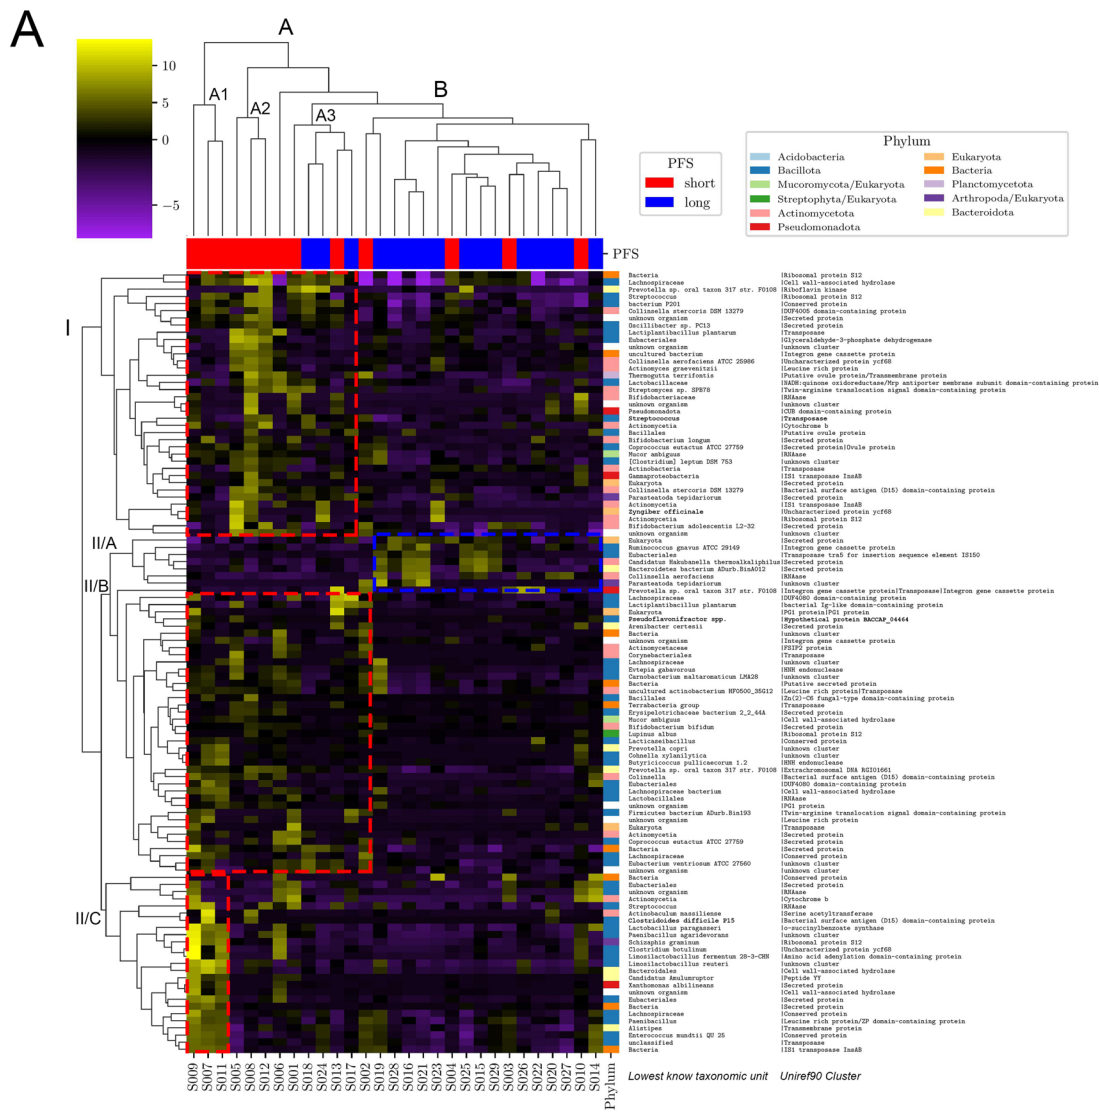 A
10
5
0
−5
A
A1
A2
A3
B
PFS
short
long
Phylum
Acidobacteria
Bacillota
Mucoromycota/Eukaryota
Streptophyta/Eukaryota
Actinomycetota
Pseudomonadota
Eukaryota
Bacteria
Planctomycetota
Arthropoda/Eukaryota
Bacteroidota
PFS
I
II/A
II/B
II/C
Bacteria |Ribosomal protein S12
Lachnospiraceae |Cell wall-associated hydrolase
Prevotella sp. oral taxon 317 str. F0108 |Riboflavin kinase
Streptococcus |Ribosomal protein S12
bacterium P201 |Conserved protein
Collinsella stercoris DSM 13279 |DUF4005 domain-containing protein
unknown organism |Secreted protein
Oscillibacter sp. PC13 |Secreted protein
Lactiplantibacillus plantarum |Transposase
Eubacteriales |Glyceraldehyde-3-phosphate dehydrogenase
unknown organism |unknown cluster
uncultured bacterium |Integron gene cassette protein
Collinsella aerofaciens ATCC 25986 |Uncharacterized protein ycf68
Actinomyces graevenitzii |Leucine rich protein
Thermogutta terrifontis |Putative ovule protein/Transmembrane protein
Lactobacillaceae |NADH:quinone oxidoreductase/Mrp antiporter membrane subunit domain-containing protein
Streptomyces sp. SPB78 |Twin-arginine translocation signal domain-containing protein
Bifidobacteriaceae |RNAase
unknown organism |unknown cluster
Pseudomonadota |CUB domain-containing protein
Streptococcus |Transposase
Actinomycetia |Cytochrome b
Bacillales |Putative ovule protein
Bifidobacterium longum |Secreted protein
Coprococcus eutactus ATCC 27759 |Secreted protein|Ovule protein
Mucor ambigua |RNAase
[Clostridium] leptum DSM 753 |unknown cluster
Actinobacteria |Transposase
Gammaproteobacteria |IS1 transposase InsAB
Eukaryota |Secreted protein
Collinsella stercoris DSM 13279 |Bacterial surface antigen (D15) domain-containing protein
Parasteatoda tepidariorum |Secreted protein
Actinomycetia |IS1 transposase InsAB
Zyngiber officinale |Uncharacterized protein ycf68
Actinomycetia |Ribosomal protein S12
Bifidobacterium adolescentis L2-32 |Secreted protein
unknown organism |unknown cluster
Eukaryota |Secreted protein
Ruminococcus gnavus ATCC 29149 |Integron gene cassette protein
Eubacteriales |Transposase tra5 for insertion sequence element IS150
Candidatus Hakubanella thermoalkaliphilus |Secreted protein
Bacteroidetes bacterium ADurb.BinA012 |Secreted protein
Collinsella aerofaciens |RNAase
Parasteatoda tepidariorum |unknown cluster
Prevotella sp. oral taxon 317 str. F0108 |Integron gene cassette protein|Transposase|Integron gene cassette protein
Lachnospiraceae |DUF4080 domain-containing protein
Lactiplantibacillus plantarum |bacterial Ig-like domain-containing protein
Eukaryota |PG1 protein|PG1 protein
Pseudoflavonifractor spp. |Hypothetical protein BACCAP_04464
Arenibacter certesii |Secreted protein
Bacteria |unknown cluster
unknown organism |Integron gene cassette protein
Actinomycetaceae |FSIP2 protein
Corynebacteriales |Transposase
Lachnospiraceae |unknown cluster
Evtepia gabavorous |HNH endonuclease
Carnobacterium maltaromaticum LMA28 |unknown cluster
Bacteria |Putative secreted protein
uncultured actinobacterium HF0500_35G12 |Leucine rich protein|Transposase
Bacillales |Zn(2)-C6 fungal-type domain-containing protein
Terrabacteria group |Transposase
Erysipelotrichaceae bacterium 2_2_44A |Secreted protein
Mucor ambiguus |Cell wall-associated hydrolase
Bifidobacterium bifidum |Secreted protein
Lupinus albus |Ribosomal protein S12
Lacticaseibacillus |Conserved protein
Prevotella copri |unknown cluster
Cohnella xylanilytica |unknown cluster
Butyricicoccus pullicaecorum 1.2 |HNH endonuclease
Prevotella sp. oral taxon 317 str. F0108 |Extrachromosomal DNA RGI01661
Colinsella |Bacterial surface antigen (D15) domain-containing protein
Eubacteriales |DUF4080 domain-containing protein
Lachnospiraceae bacterium |Cell wall-associated hydrolase
Lactobacillales |RNAase
unknown organism |PG1 protein
Firmicutes bacterium ADurb.Bin193 |Twin-arginine translocation signal domain-containing protein
unknown organism |Leucine rich protein
Eukaryota |Transposase
Actinomycetia |Secreted protein
Coprococcus eutactus ATCC 27759 |Secreted protein
Bacteria |Secreted protein
Lachnospiraceae |Conserved protein
Eubacterium ventriosum ATCC 27560 |unknown cluster
unknown organism |unknown cluster
Bacteria |Conserved protein
Eubacteriales |Secreted protein
unknown organism |RNAase
Actinomycetia |Cytochrome b
Streptococcus |RNAase
Actinobaculum massiliense |Serine acetyltransferase
Clostridoides difficile P15 |Bacterial surface antigen (D15) domain-containing protein
Lactobacillus paragasseri |o-succinylbenzoate synthase
Paenibacillus agaridevorans |unknown cluster
Schizaphis graminum |Ribosomal protein S12
Clostridium botulinum |Uncharacterized protein ycf68
Limosilactobacillus fermentum 28-3-CHN |Amino acid adenylation domain-containing protein
Limosilactobacillus reuteri |unknown cluster
Bacteroidales |Cell wall-associated hydrolase
Candidatus Amulumruptor |Peptide YY
Xanthomonas albilineans |Secreted protein
unknown organism |Cell wall-associated hydrolase
Eubacteriales |Secreted protein
Bacteria |Secreted protein
Lachnospiraceae |Conserved protein
Paenibacillus |Leucine rich protein/ZP domain-containing protein
Alistipes |Transmembrane protein
Enterococcus mundtii QU 25 |Conserved protein
unclassified |Transposase
Bacteria |IS1 transposase InsAB
S009 S007 S011 S005 S008 S012 S006 S001 S018 S024 S013 S017 S002 S019 S028 S016 S021 S023 S004 S025 S015 S029 S003 S026 S022 S020 S027 S010 S014 Phylum
Lowest know taxonomic unit Uniref90 Cluster